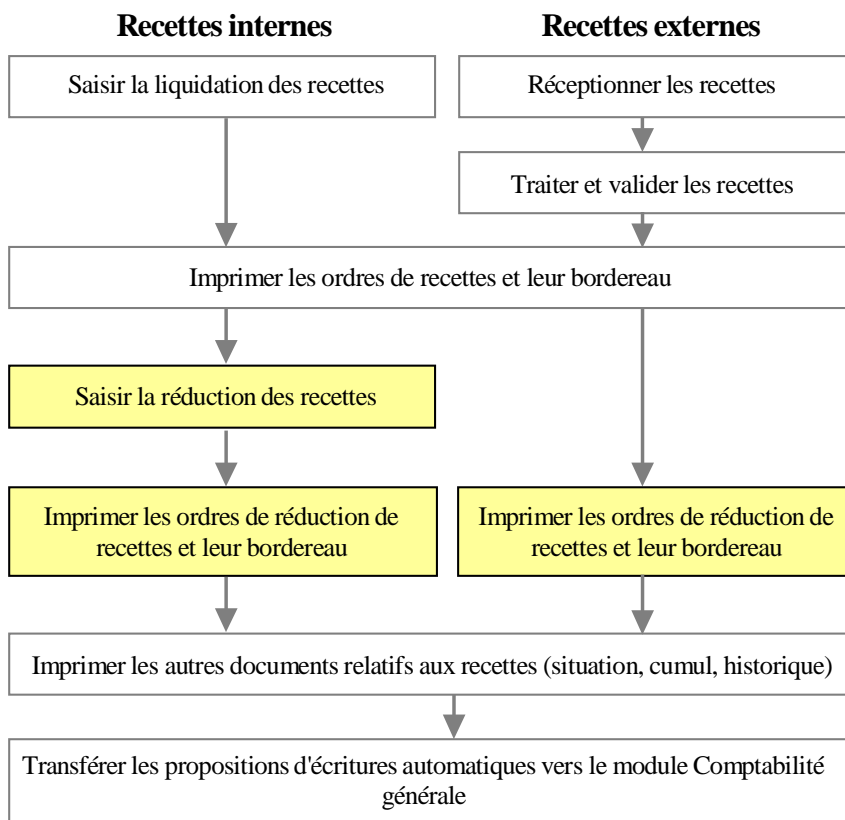 Recettes internes
Recettes externes
Saisir la liquidation des recettes
Réceptionner les recettes
Traiter et valider les recettes
Imprimer les ordres de recettes et leur bordereau
Saisir la réduction des recettes
Imprimer les ordres de réduction de
recettes et leur bordereau
Imprimer les ordres de réduction de
recettes et leur bordereau
Imprimer les autres documents relatifs aux recettes (situation, cumul, historique)
Transférer les propositions d'écritures automatiques vers le module Comptabilité
générale